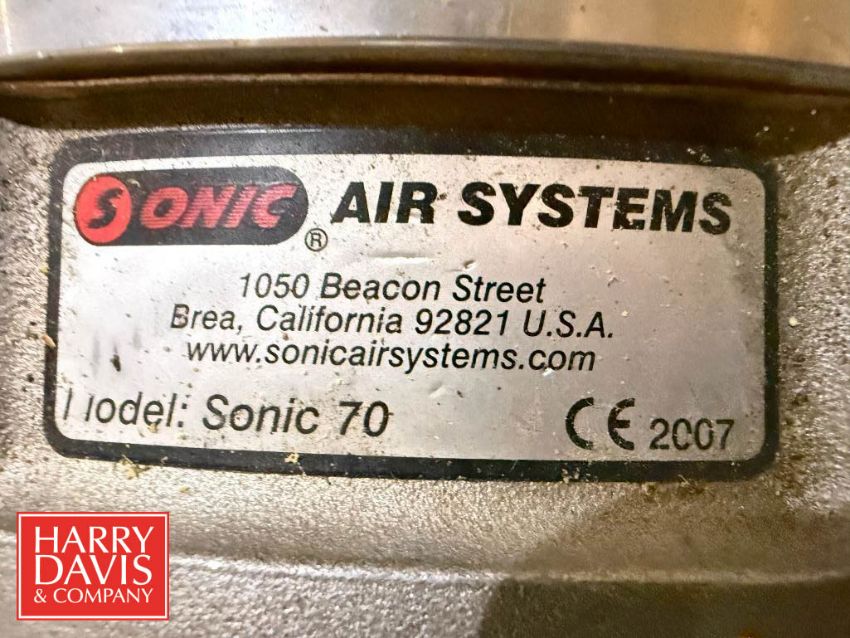 SONIC® AIR SYSTEMS
1050 Beacon Street
Brea, California 92821 U.S.A.
www.sonicairsystems.com
Model: Sonic 70 CE 2007
HARRY
DAVIS
& COMPANY